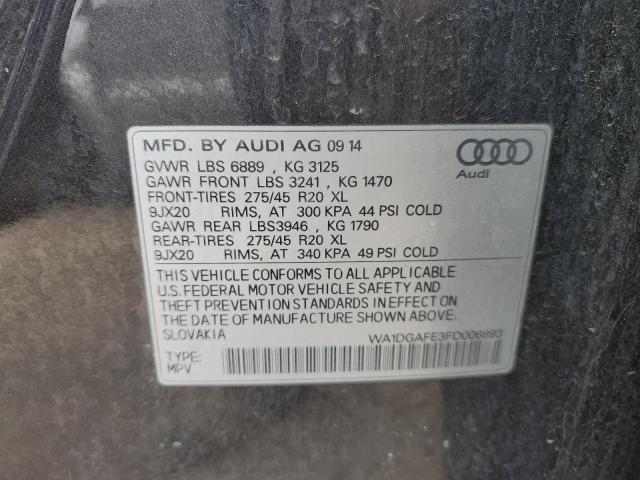 MFD. BY AUDI AG 09 14
GVWR LBS 6889 , KG 3125
GAWR FRONT LBS 3241 , KG 1470
FRONT-TIRES 275/45 R20 XL
9JX20 RIMS, AT 300 KPA 44 PSI COLD
GAWR REAR LBS3946 , KG 1790
REAR-TIRES 275/45 R20 XL
9JX20 RIMS, AT 340 KPA 49 PSI COLD
Audi
THIS VEHICLE CONFORMS TO ALL APPLICABLE
U.S. FEDERAL MOTOR VEHICLE SAFETY AND
THEFT PREVENTION STANDARDS IN EFFECT ON
THE DATE OF MANUFACTURE SHOWN ABOVE.
SLOVAKIA
WA1DGAFE3FD006893
TYPE:
MPV